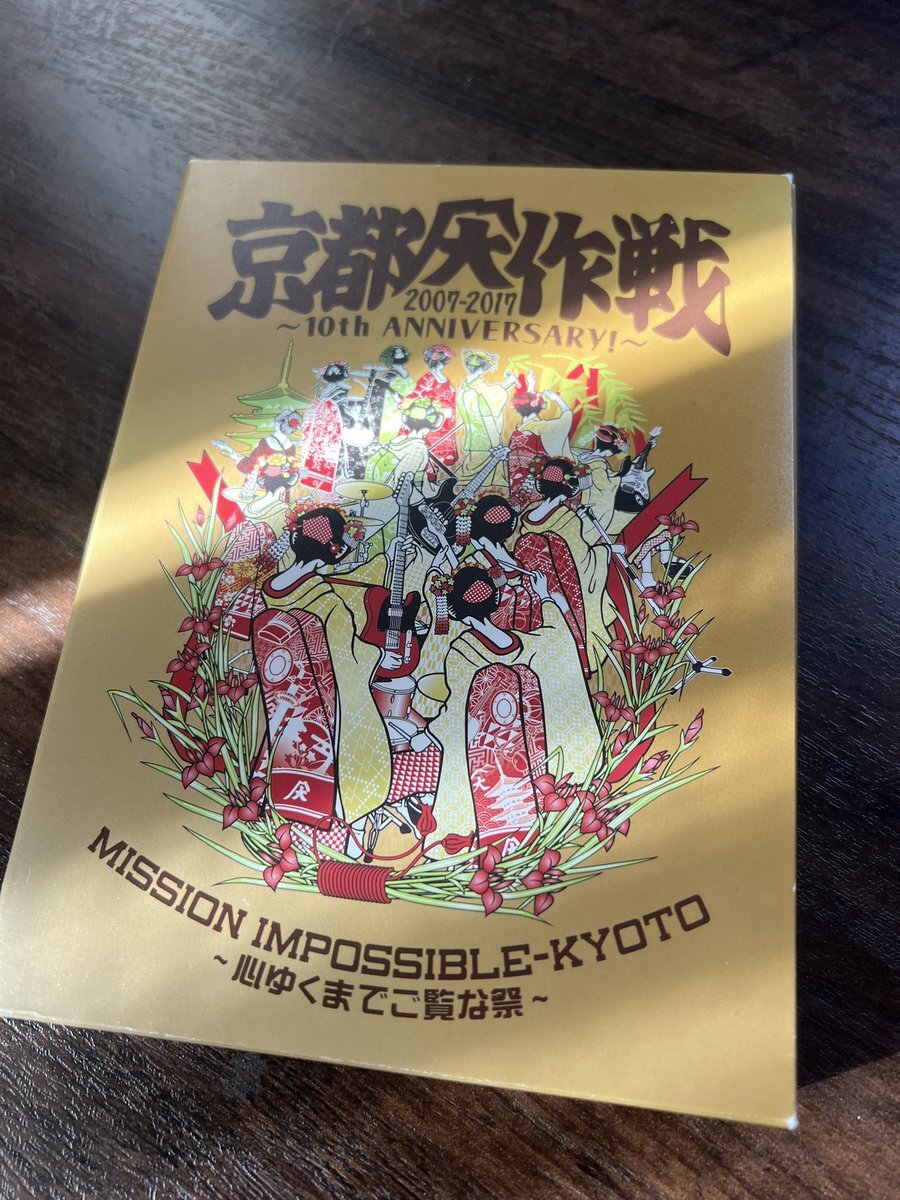 京都大作戦
2007-2017
~10th ANNIVERSARY!~
MISSION IMPOSSIBLE-KYOTO
~心ゆくまでご覧な祭~